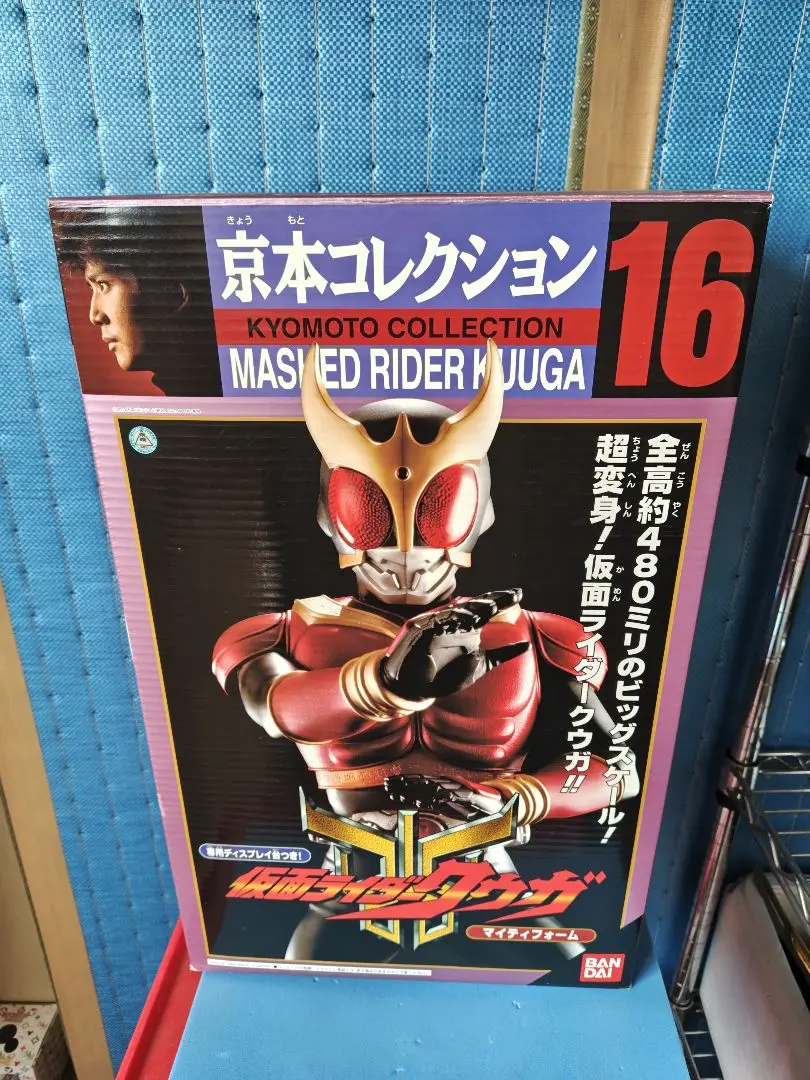 きょう もと
京本コレクション
16
KYOMOTO COLLECTION
MASKED RIDER KUUGA
ぜん こう やく
全高約480ミリのビッグスケール!
ちょう へん しん か めん
超変身!仮面ライダークウガ!!
専用ディスプレイ台つき!
仮面ライダークウガ
マイティフォーム
BAN
DAI